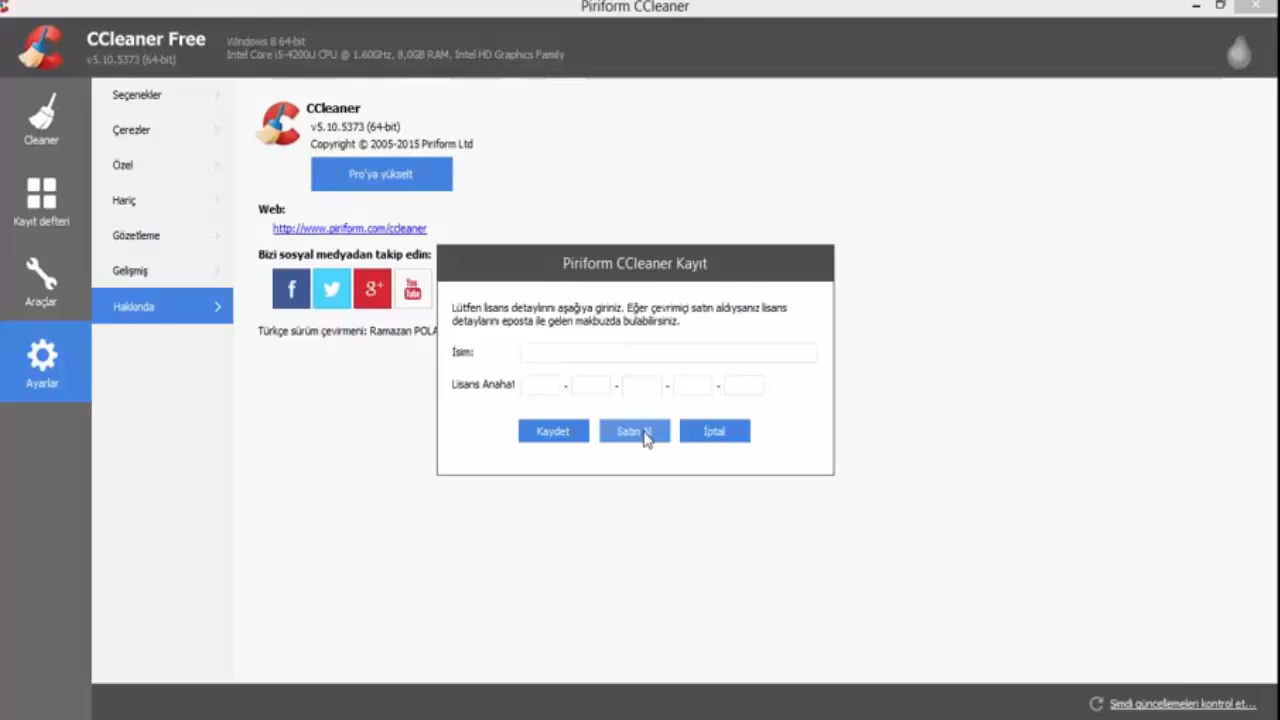 Piriform CCleaner
CCleaner Free
v5.10.5373 (64-bit)
Windows 8 64-bit
Intel Core i5-4200U CPU @ 1.60GHz, 8,0GB RAM, Intel HD Graphics Family
Cleaner
Kayıt defteri
Araçlar
Ayarlar
Seçenekler
Çerezler
Özel
Hariç
Gözetleme
Gelişmiş
Hakkında
CCleaner
v5.10.5373 (64-bit)
Copyright © 2005-2015 Piriform Ltd
Pro'ya yükselt
Web:
http://www.piriform.com/ccleaner
Bizi sosyal medyadan takip edin:
f
g+
You Tube
Türkçe sürüm çevirmeni: Ramazan POLA
Piriform CCleaner Kayıt
Lütfen lisans detaylırını aşağıya giriniz. Eğer çevrimiçi satın aldıysanız lisans
detaylarını eposta ile gelen makbuzda bulabilirsiniz.
İsim:
Lisans Anahat
- - - -
Kaydet
Satın
İptal
Şimdi güncellemeleri kontrol et...